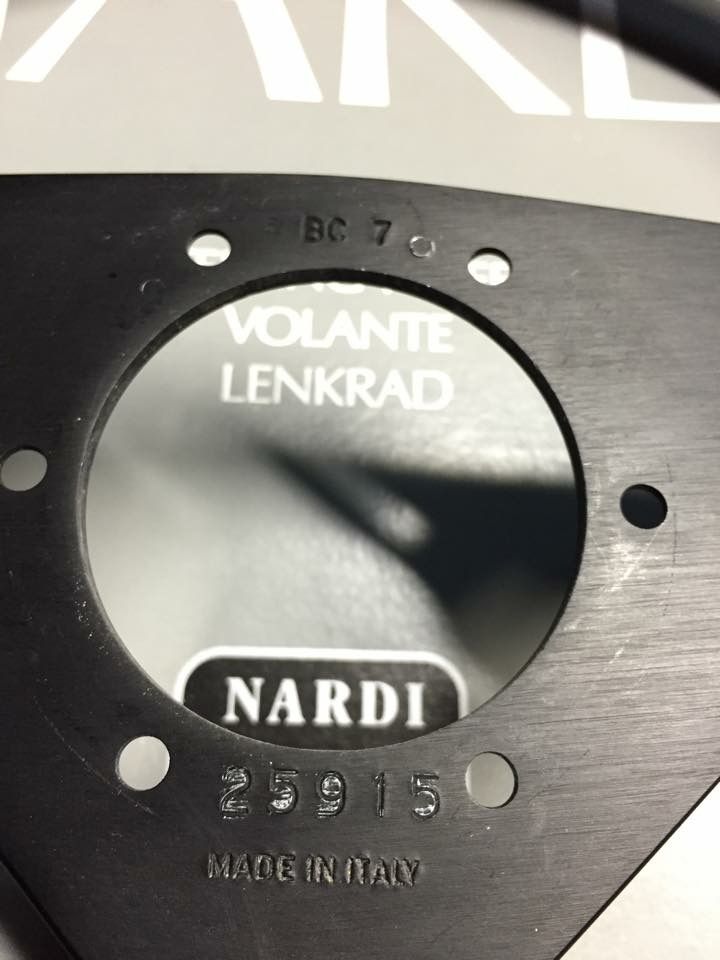 BC 7
VOLANTE
LENKRAD
NARDI
25915
MADE IN ITALY